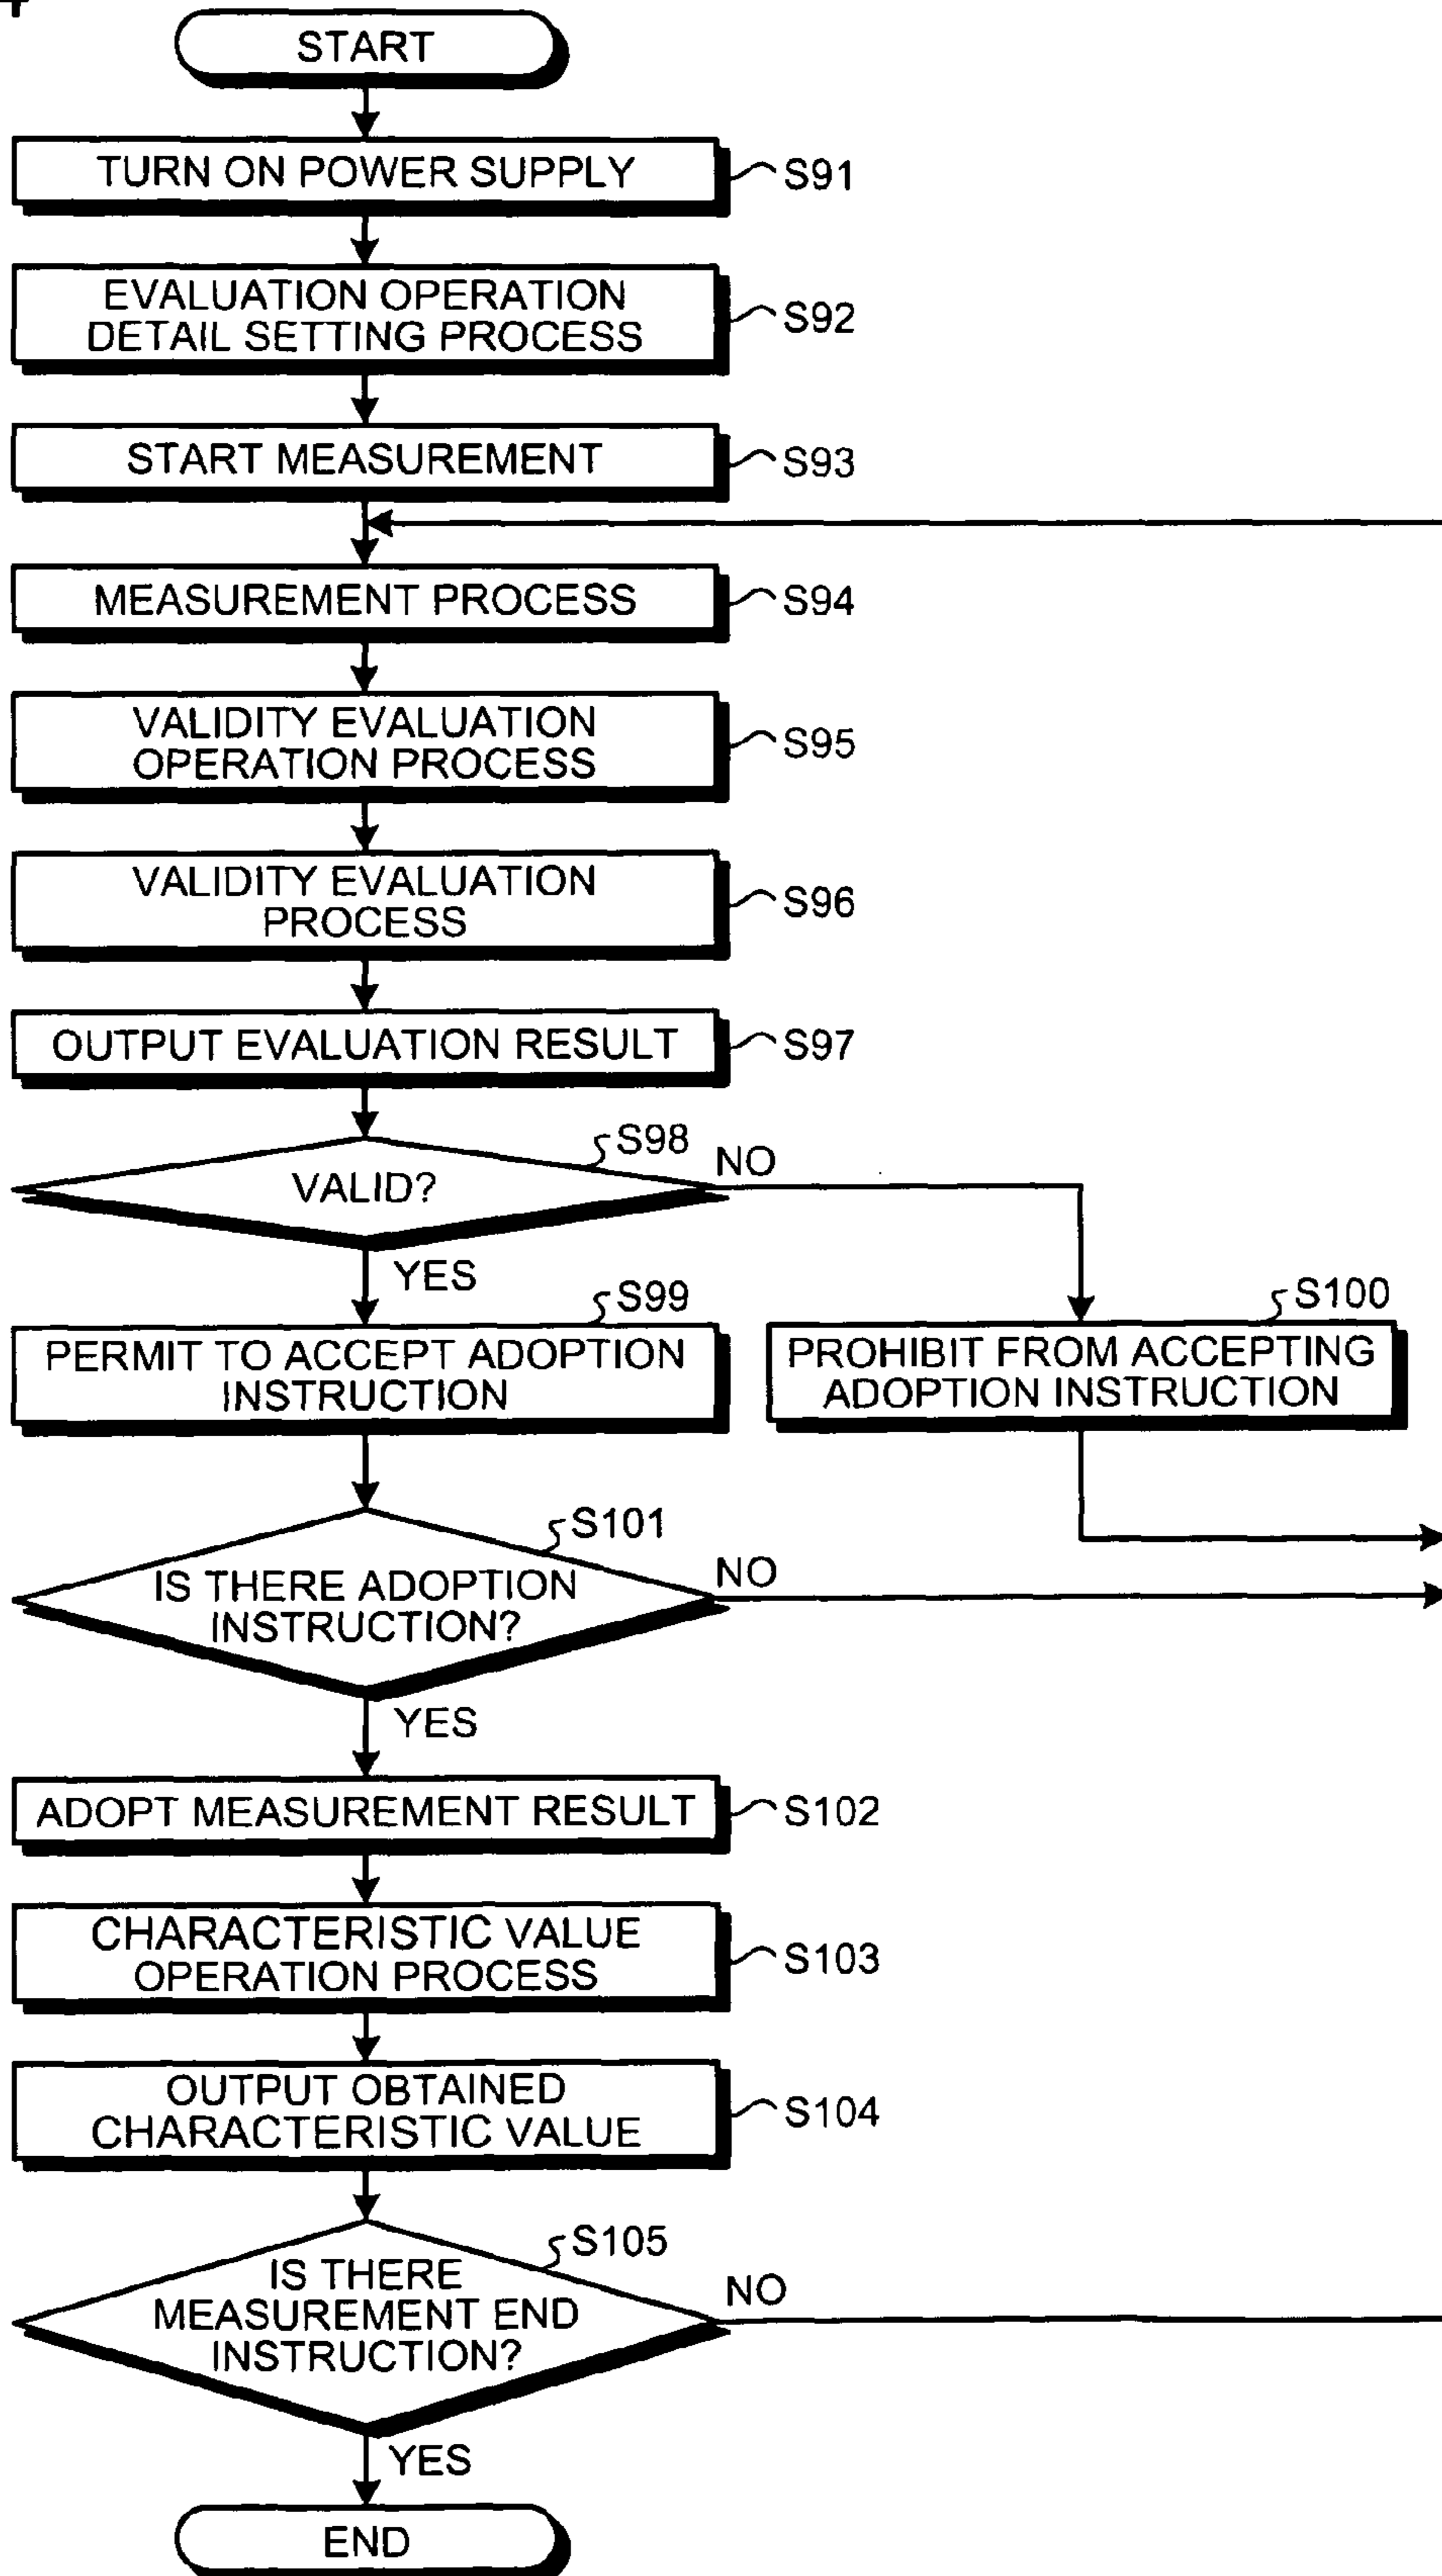 START
TURN ON POWER SUPPLY
S91
EVALUATION OPERATION
DETAIL SETTING PROCESS
S92
START MEASUREMENT
S93
MEASUREMENT PROCESS
S94
VALIDITY EVALUATION
OPERATION PROCESS
S95
VALIDITY EVALUATION
PROCESS
S96
OUTPUT EVALUATION RESULT
S97
S98
VALID?
NO
YES
S99
PERMIT TO ACCEPT ADOPTION
INSTRUCTION
S100
PROHIBIT FROM ACCEPTING
ADOPTION INSTRUCTION
S101
IS THERE ADOPTION
INSTRUCTION?
NO
YES
ADOPT MEASUREMENT RESULT
S102
CHARACTERISTIC VALUE
OPERATION PROCESS
S103
OUTPUT OBTAINED
CHARACTERISTIC VALUE
S104
S105
IS THERE
MEASUREMENT END
INSTRUCTION?
NO
YES
END